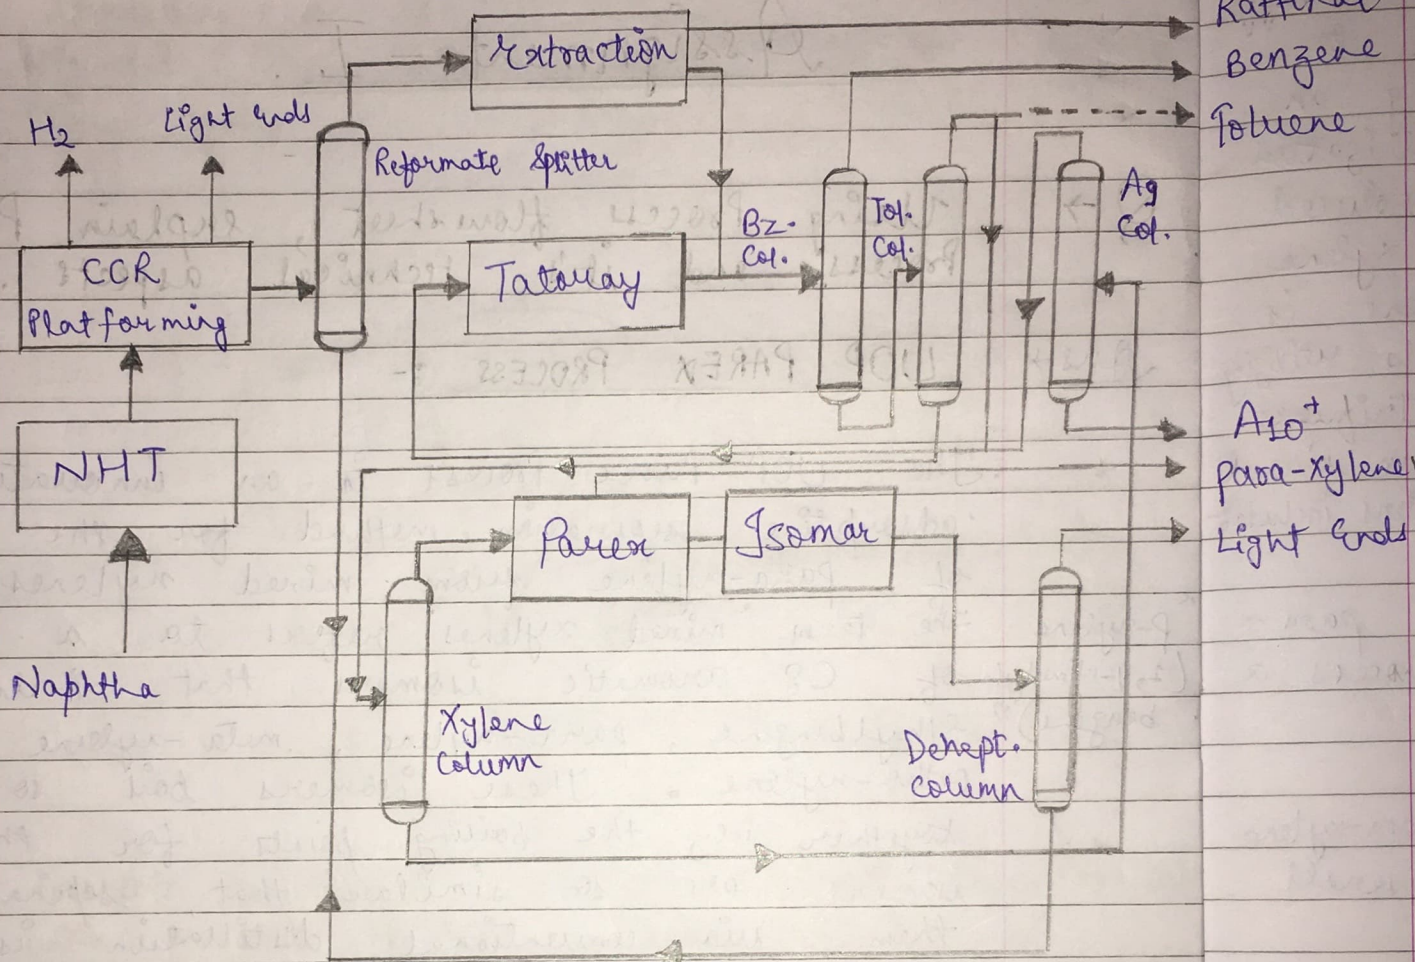 Extraction
Benzene
Toluene
H2
Light Ends
Reformate Splitter
CCR
Platforming
NHT
Naphtha
Tatoray
Bz.
Col.
Tol.
Col.
A9
Col.
A10+
Para-Xylene
Light Ends
Parex
Isomar
Xylene
Column
Dehept.
Column